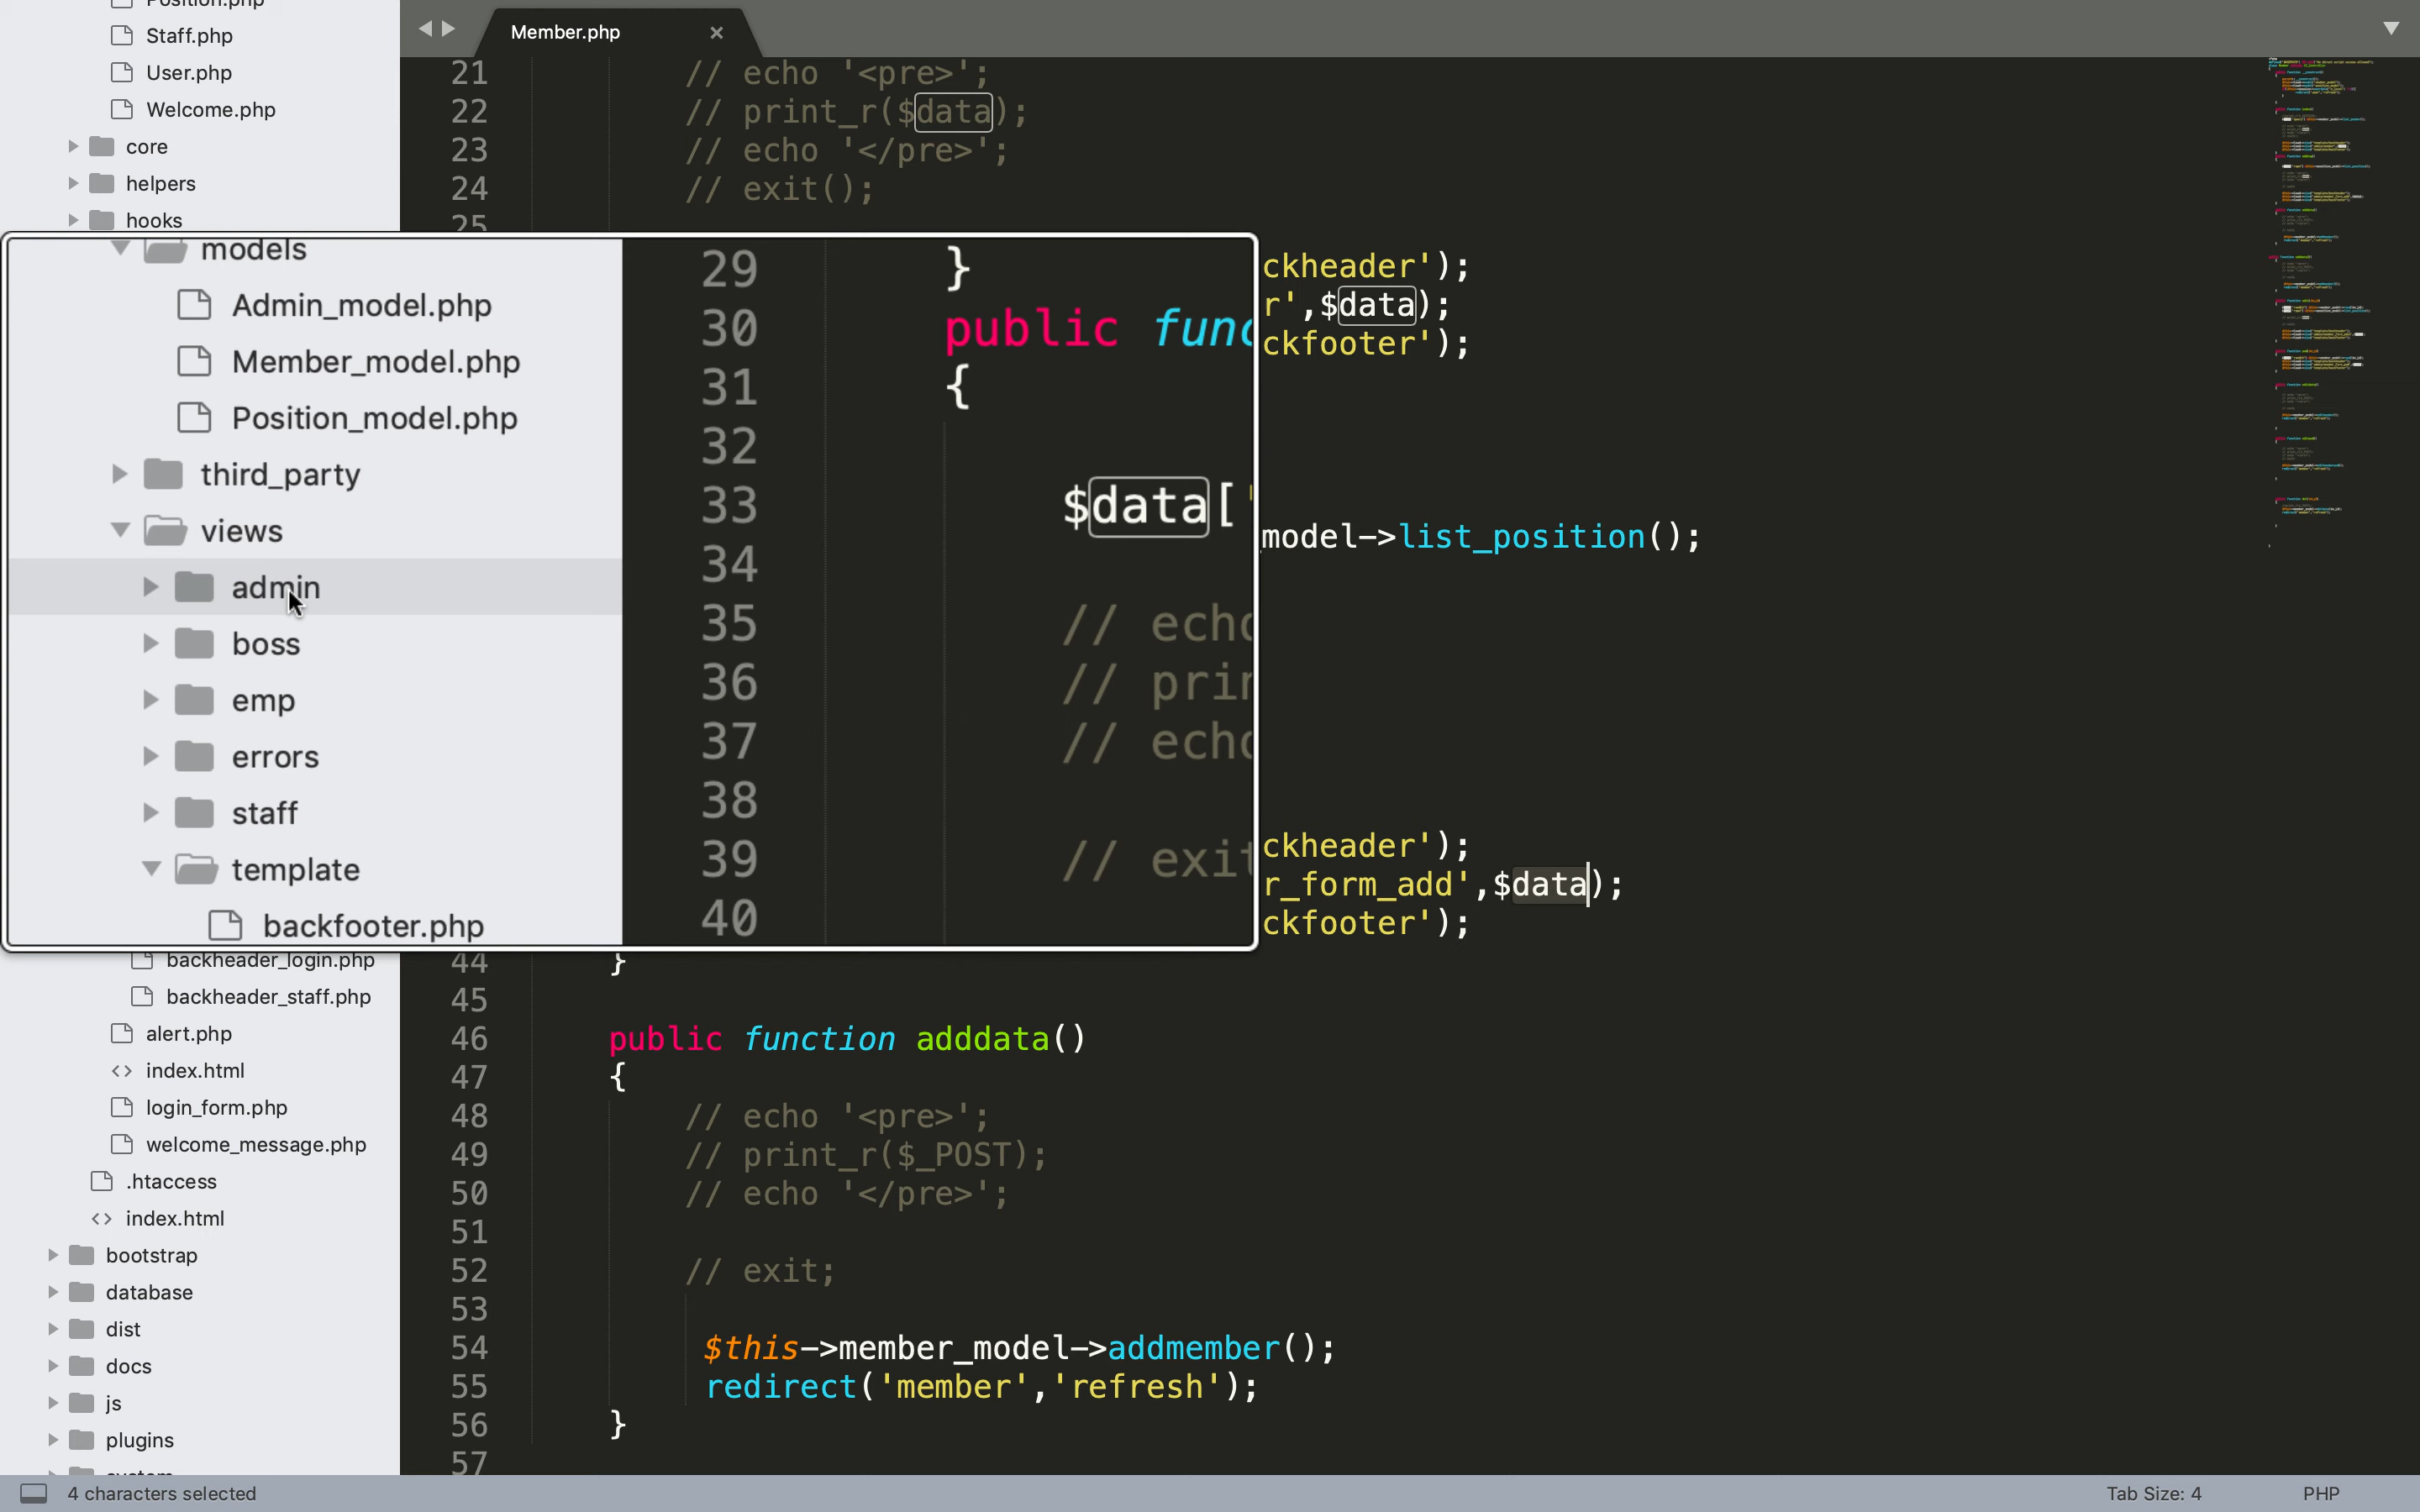 Position.php
Staff.php
User.php
Welcome.php
core
helpers
hooks
models
Admin_model.php
Member_model.php
Position_model.php
third_party
views
admin
boss
emp
errors
staff
template
backfooter.php
backheader_login.php
backheader_staff.php
alert.php
<> index.html
login_form.php
welcome_message.php
.htaccess
<> index.html
bootstrap
database
dist
docs
js
plugins
system
Member.php ×
21 // echo '<pre>';
22 // print_r($data);
23 // echo '</pre>';
24 // exit();
25
29 }
30 public func
31 {
32
33 $data['
34
35 // echo
36 // prin
37 // echo
38
39 // exit
40
ckheader');
r',$data);
ckfooter');
model->list_position();
ckheader');
r_form_add',$data);
ckfooter');
44 }
45
46 public function adddata()
47 {
48 // echo '<pre>';
49 // print_r($_POST);
50 // echo '</pre>';
51
52 // exit;
53
54 $this->member_model->addmember();
55 redirect('member','refresh');
56 }
57
4 characters selected
Tab Size: 4
PHP